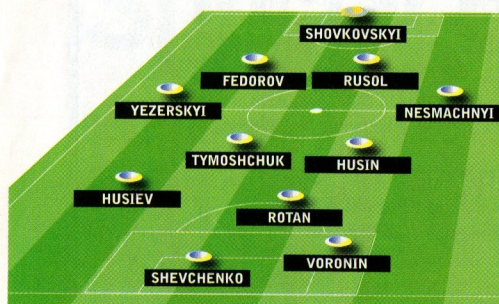 SHOVKOVSKYI
FEDOROV
RUSOL
YEZERSKYI
NESMACHNYI
TYMOSHCHUK
HUSIN
HUSIEV
ROTAN
VORONIN
SHEVCHENKO